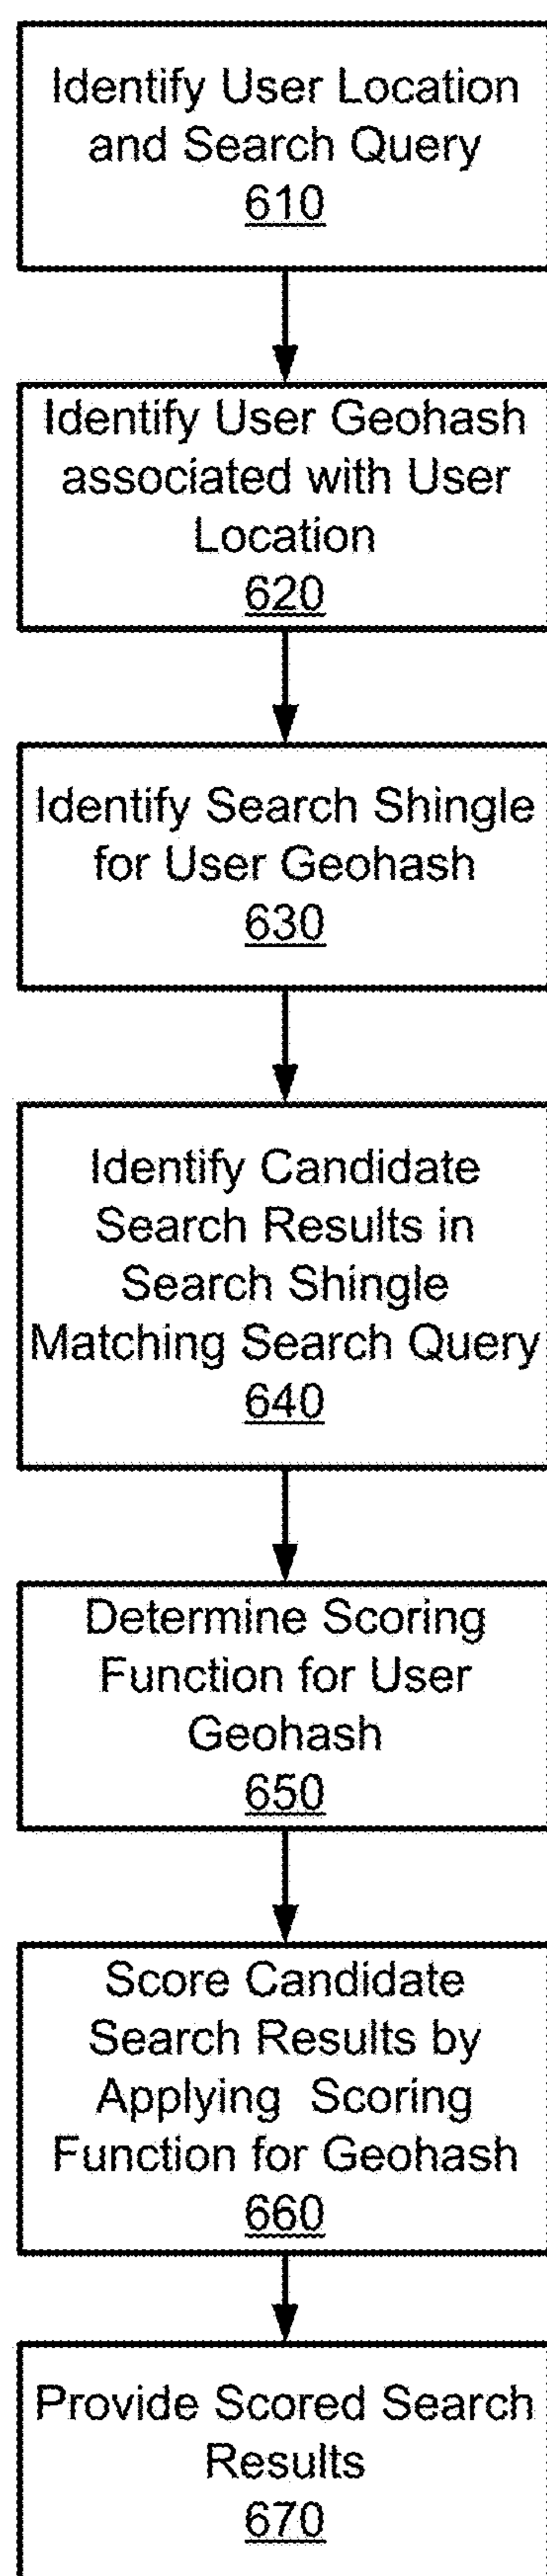 Identify User Location
and Search Query
610
Identify User Geohash
associated with User
Location
620
Identify Search Shingle
for User Geohash
630
Identify Candidate
Search Results in
Search Shingle
Matching Search Query
640
Determine Scoring
Function for User
Geohash
650
Score Candidate
Search Results by
Applying Scoring
Function for Geohash
660
Provide Scored Search
Results
670